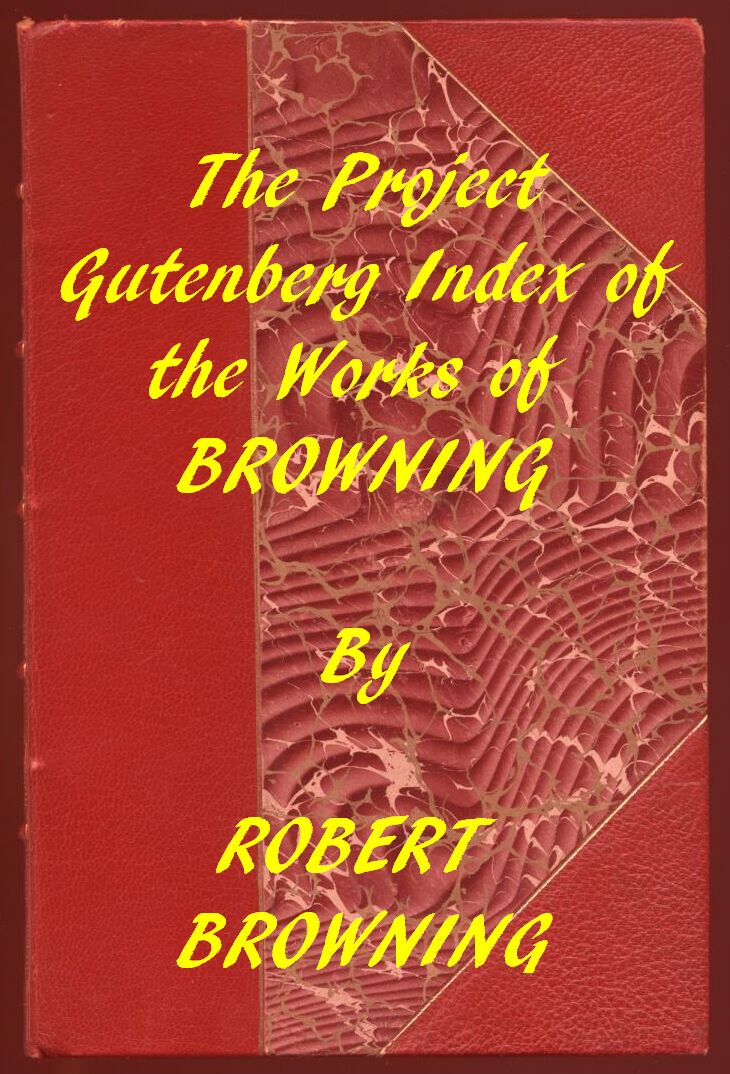 The Project
Gutenberg Index of
the Works of
BROWNING
By
ROBERT
BROWNING